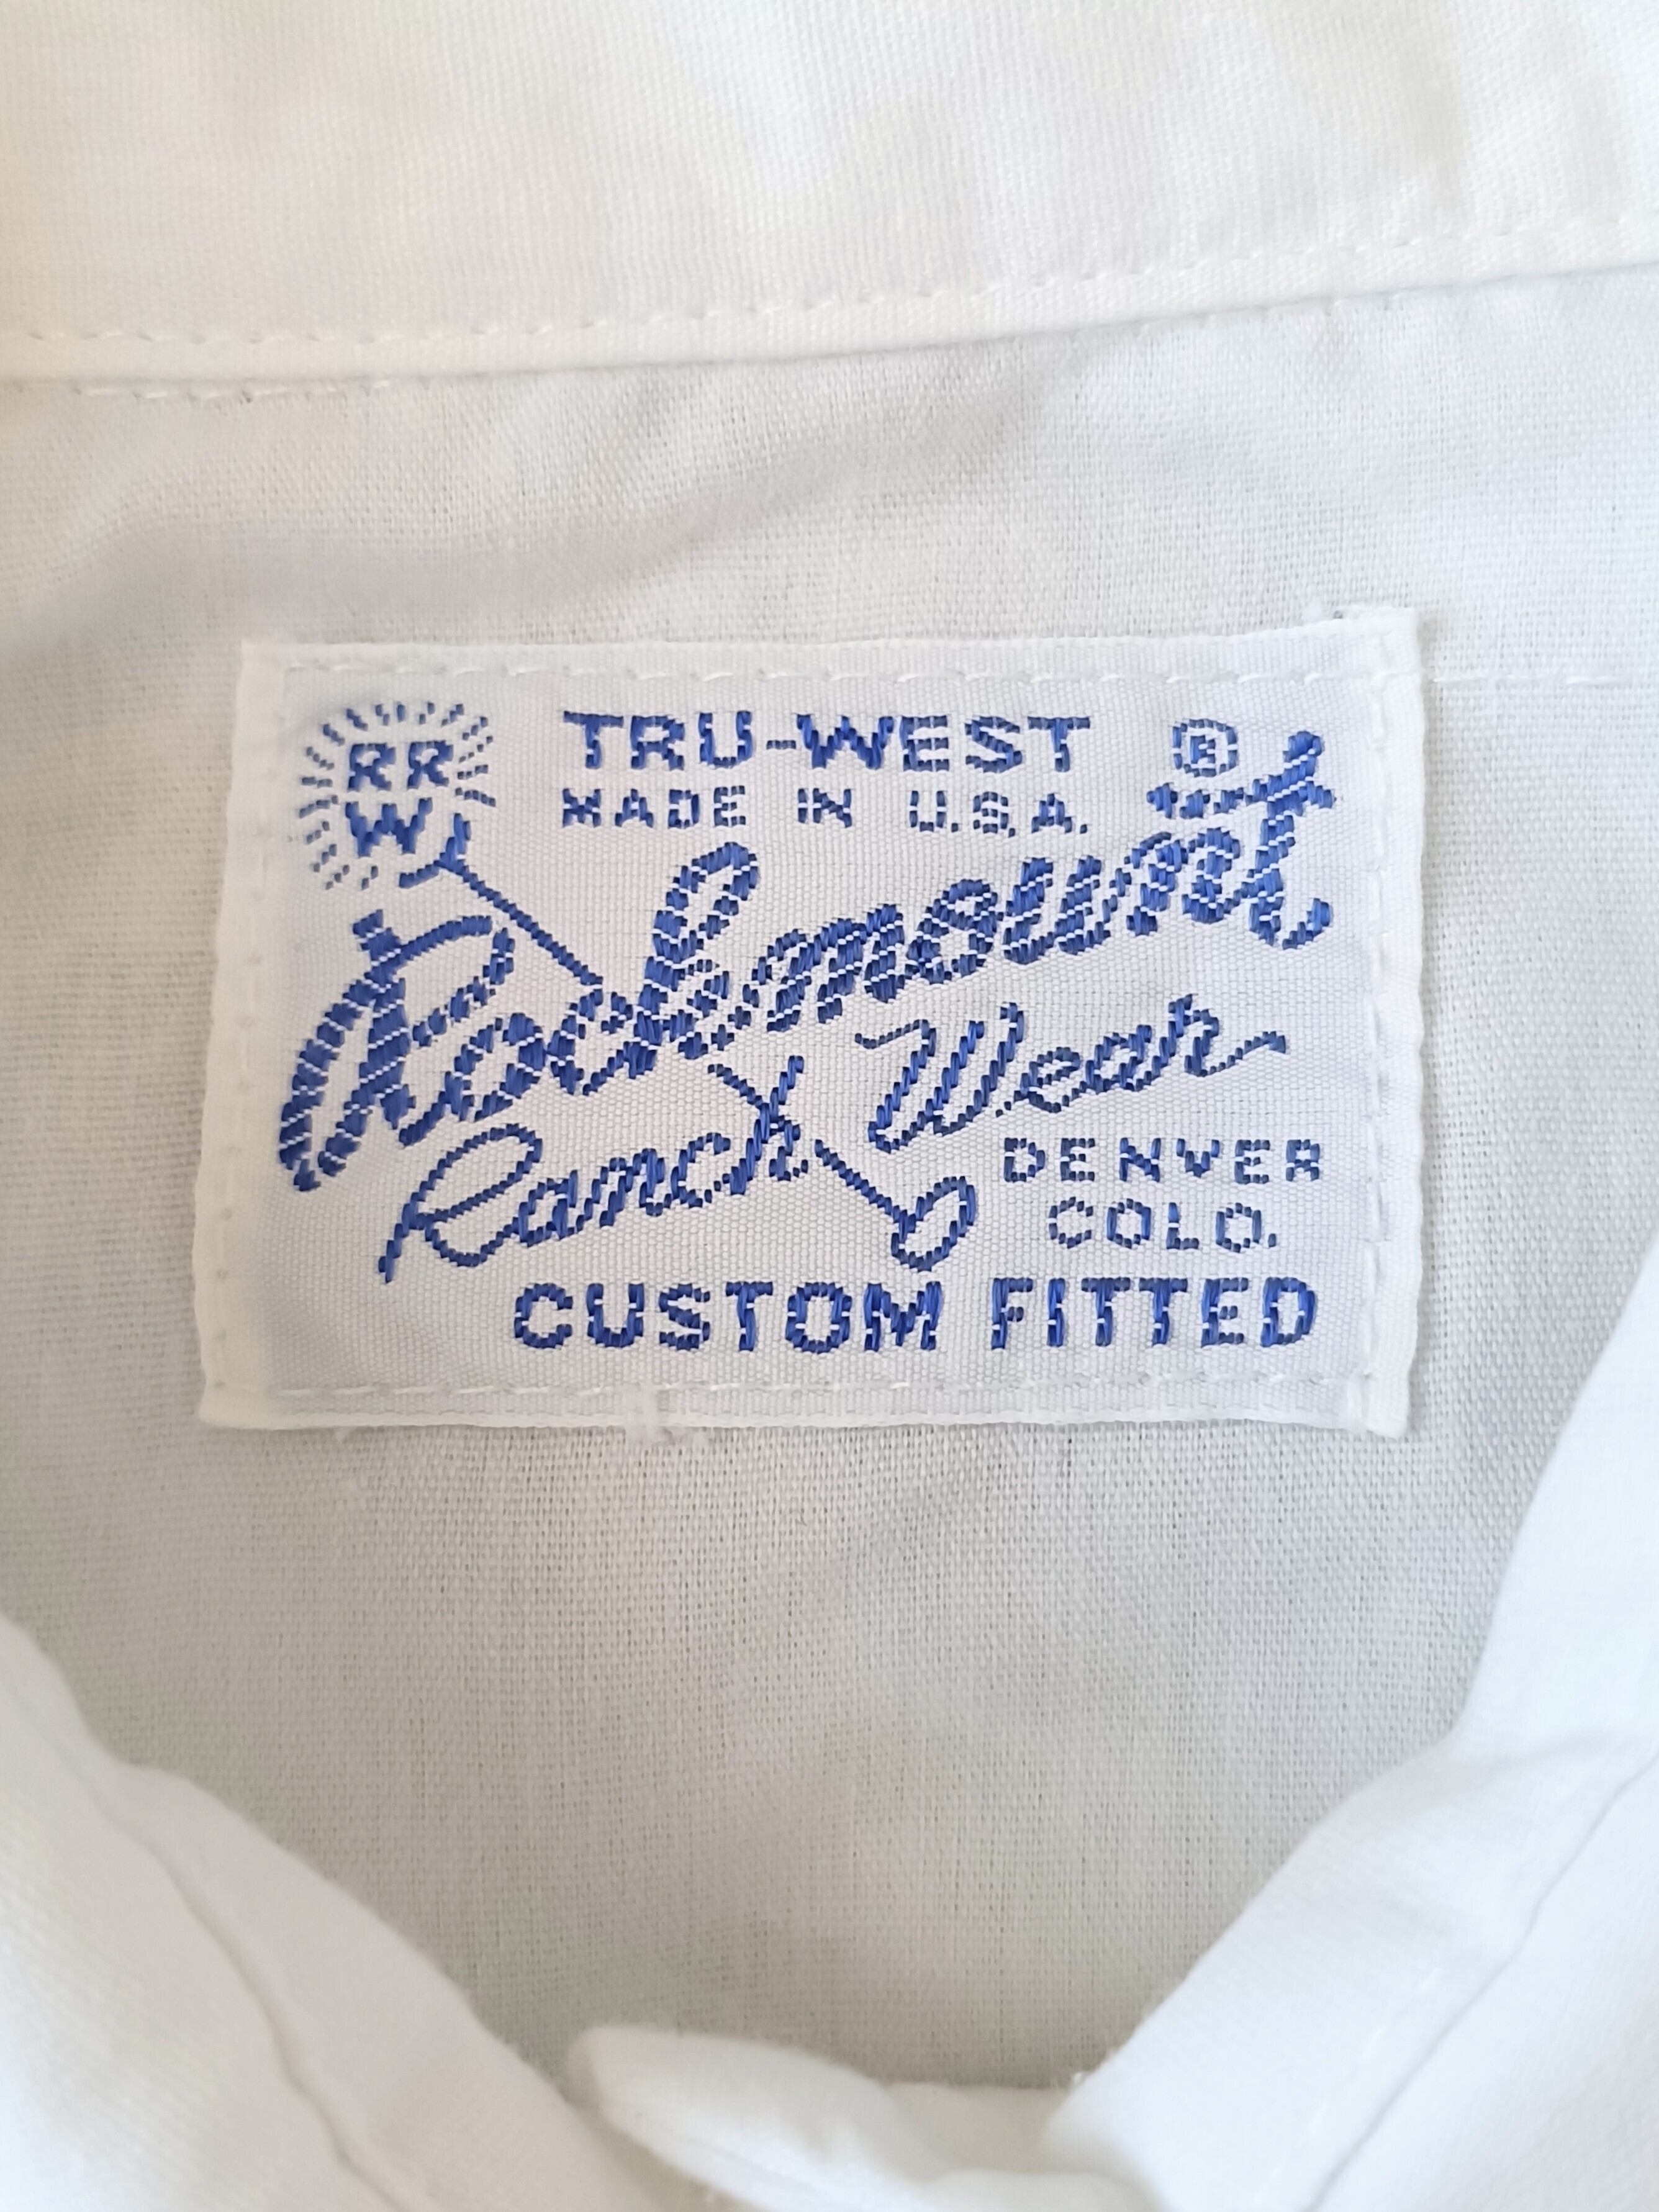 RR
W
TRU-WEST ®
MADE IN U.S.A.
Rockmount
Ranch Wear
DENVER
COLO.
CUSTOM FITTED